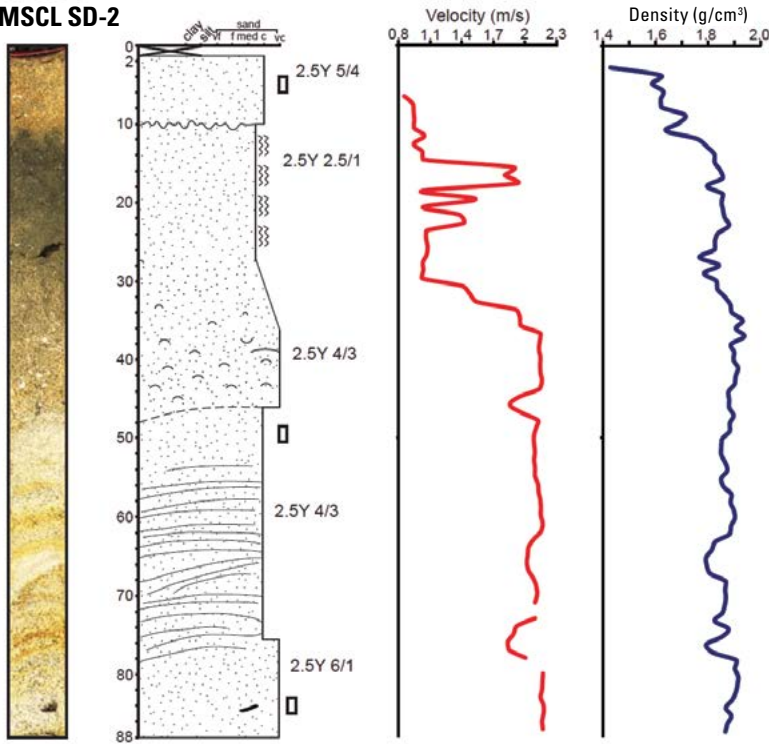 MSCL SD-2
clay
silt
sand
vf f med c vc
Velocity (m/s)
0,8 1,1 1,4 1,7 2 2,3
Density (g/cm³)
1,4 1,6 1,8 2,0
0
2
10
20
30
40
50
60
70
80
88
2.5Y 5/4
2.5Y 2.5/1
2.5Y 4/3
2.5Y 4/3
2.5Y 6/1